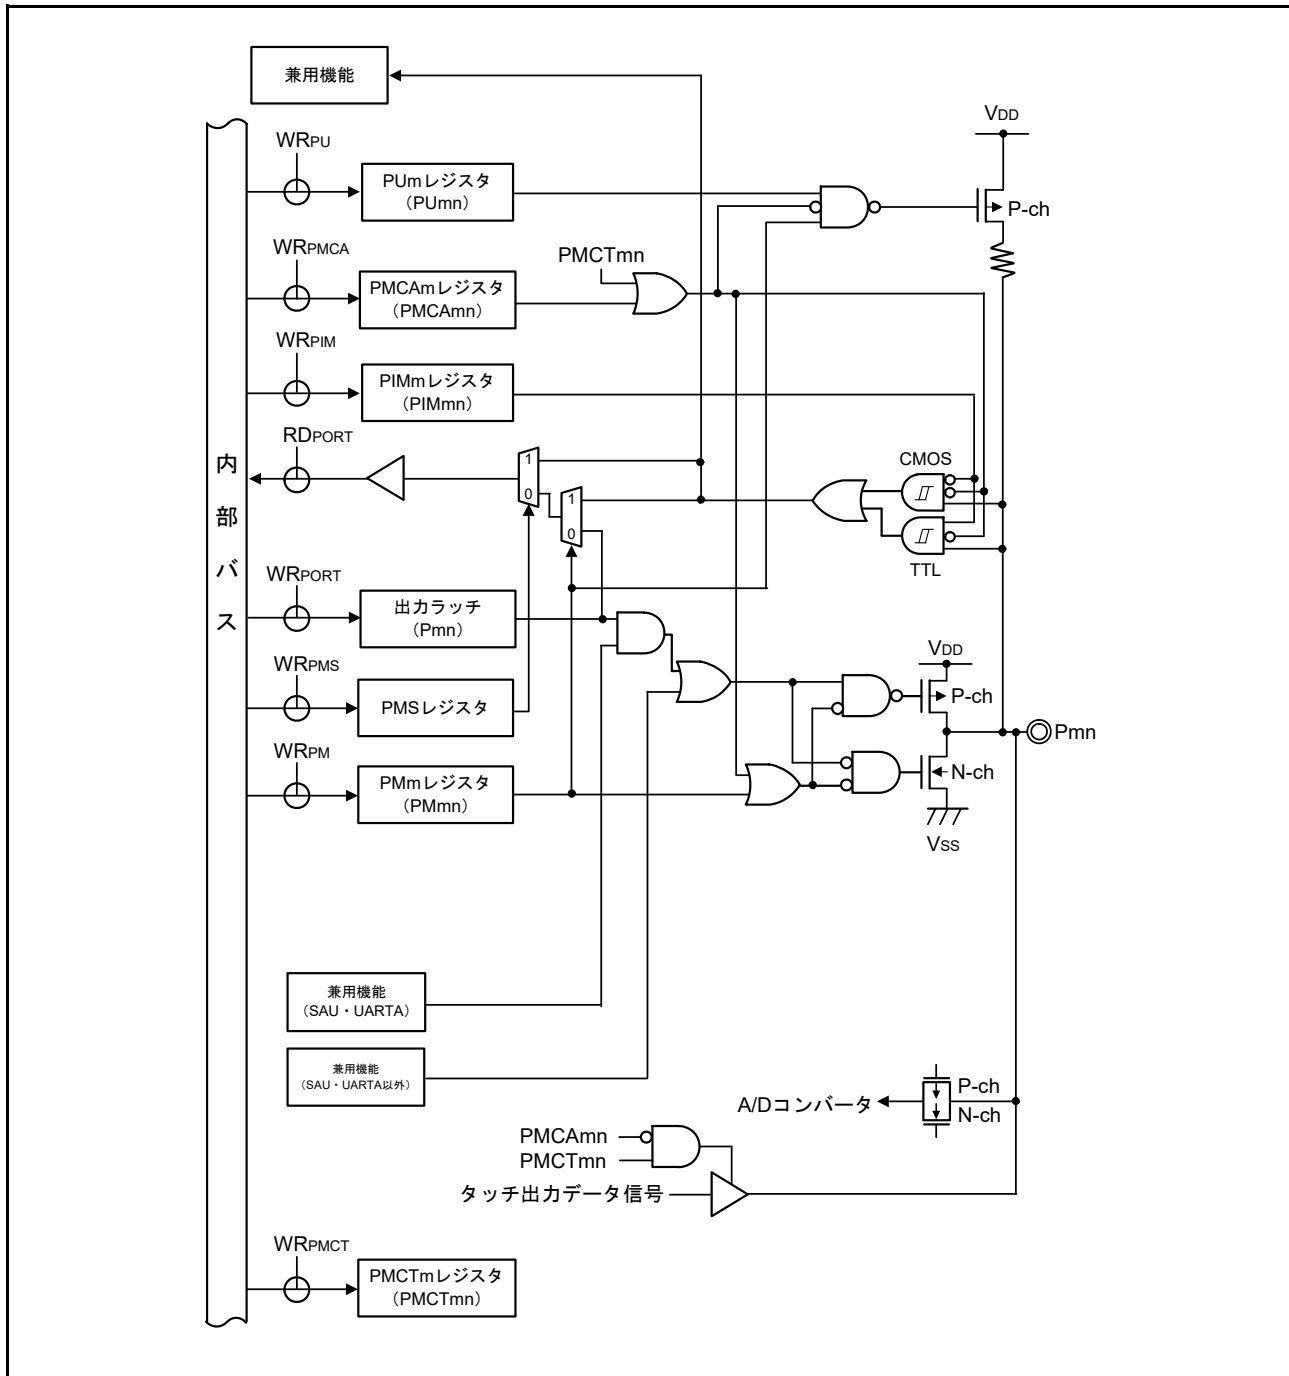 兼用機能
VDD
WRPU
PUmレジスタ
(PUmn)
P-ch
WRPMCA
PMCTmn
PMCAmレジスタ
(PMCAmn)
WRPIM
PIMmレジスタ
(PIMmn)
RDPORT
内部バス
1
0
1
0
CMOS
TTL
WRPORT
出力ラッチ
(Pmn)
WRPMS
PMSレジスタ
VDD
P-ch
Pmn
WRPM
PMmレジスタ
(PMmn)
N-ch
VSS
兼用機能
(SAU・UARTA)
兼用機能
(SAU・UARTA以外)
A/Dコンバータ
P-ch
N-ch
PMCAmn
PMCTmn
タッチ出力データ信号
WRPMCT
PMCTmレジスタ
(PMCTmn)